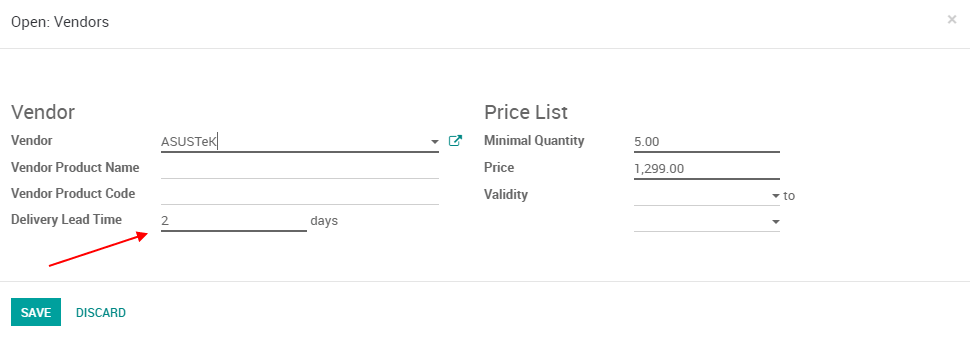 Open: Vendors
×
Vendor
Vendor ASUSTeK
Vendor Product Name
Vendor Product Code
Delivery Lead Time 2 days
Price List
Minimal Quantity 5.00
Price 1,299.00
Validity to
SAVE DISCARD